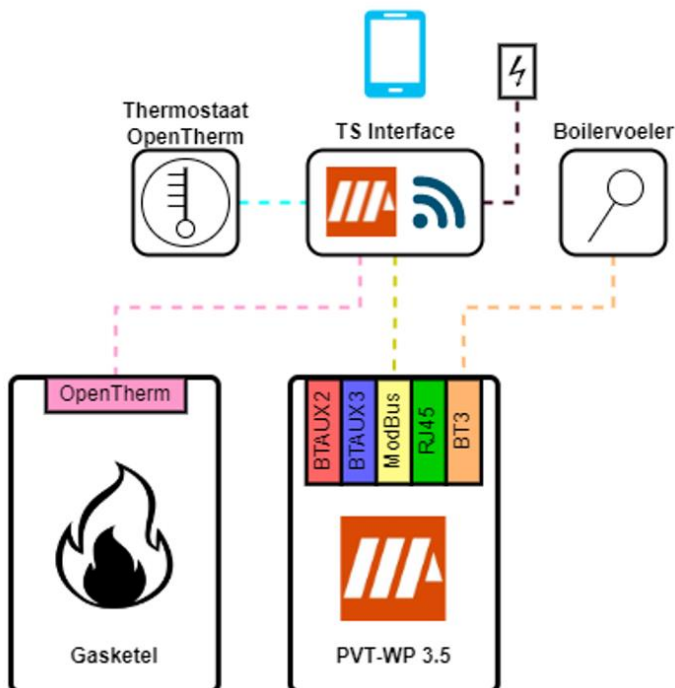 Thermostaat
OpenTherm
TS Interface
Boilervoeler
OpenTherm
BTAUX2
BTAUX3
ModBus
RJ45
BT3
Gasketel
PVT-WP 3.5